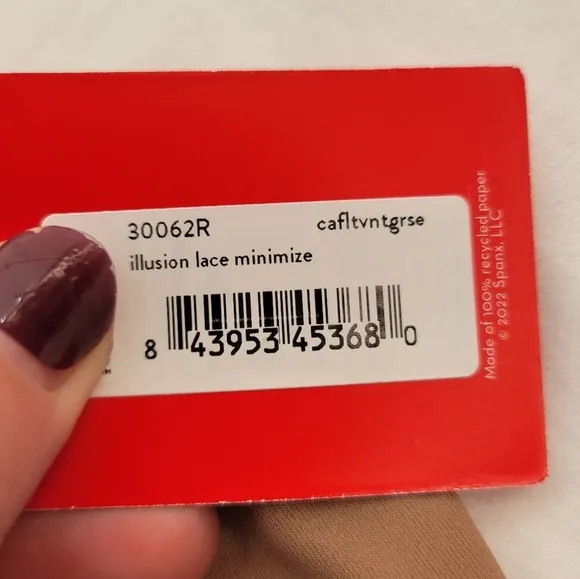 30062R cafltvntgrse
illusion lace minimize
8 43953 45368 0
Made of 100% recycled paper
© 2022 Spanx, LLC